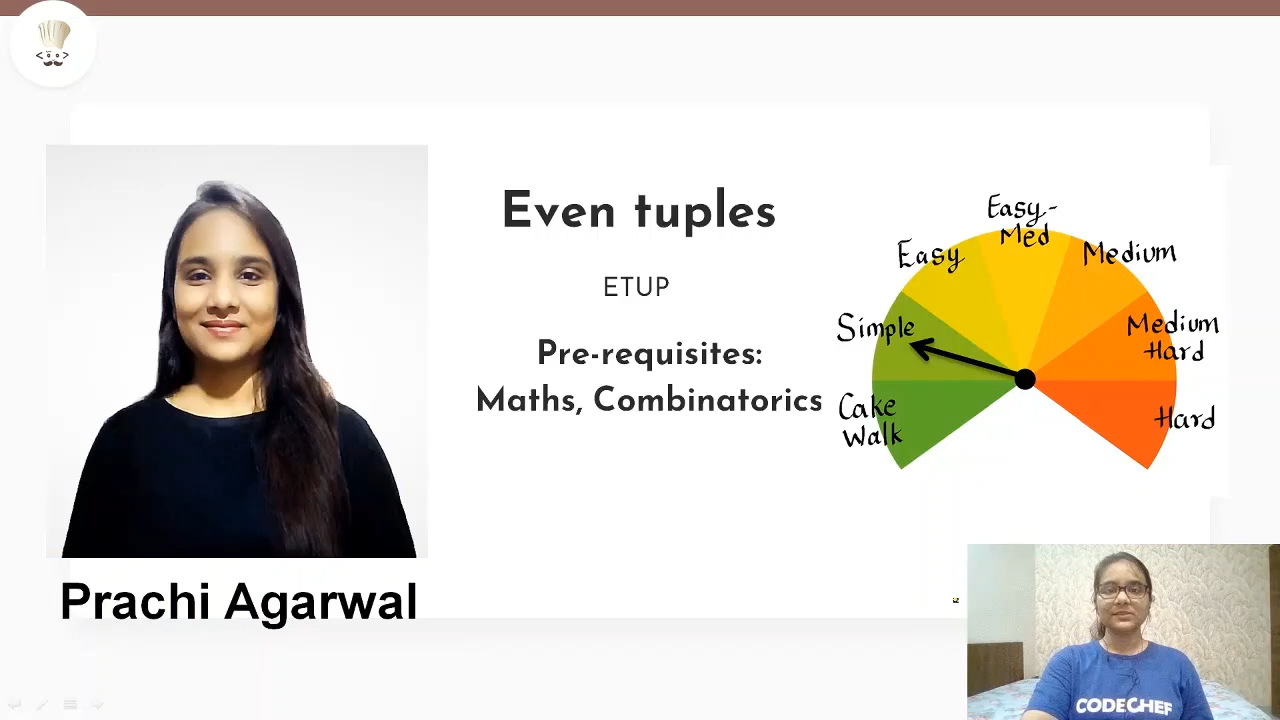 Even tuples
ETUP
Pre-requisites:
Maths, Combinatorics
Prachi Agarwal
Easy-
Med
Easy
Medium
Simple
Medium
Hard
Cake
Walk
Hard
CODECHEF